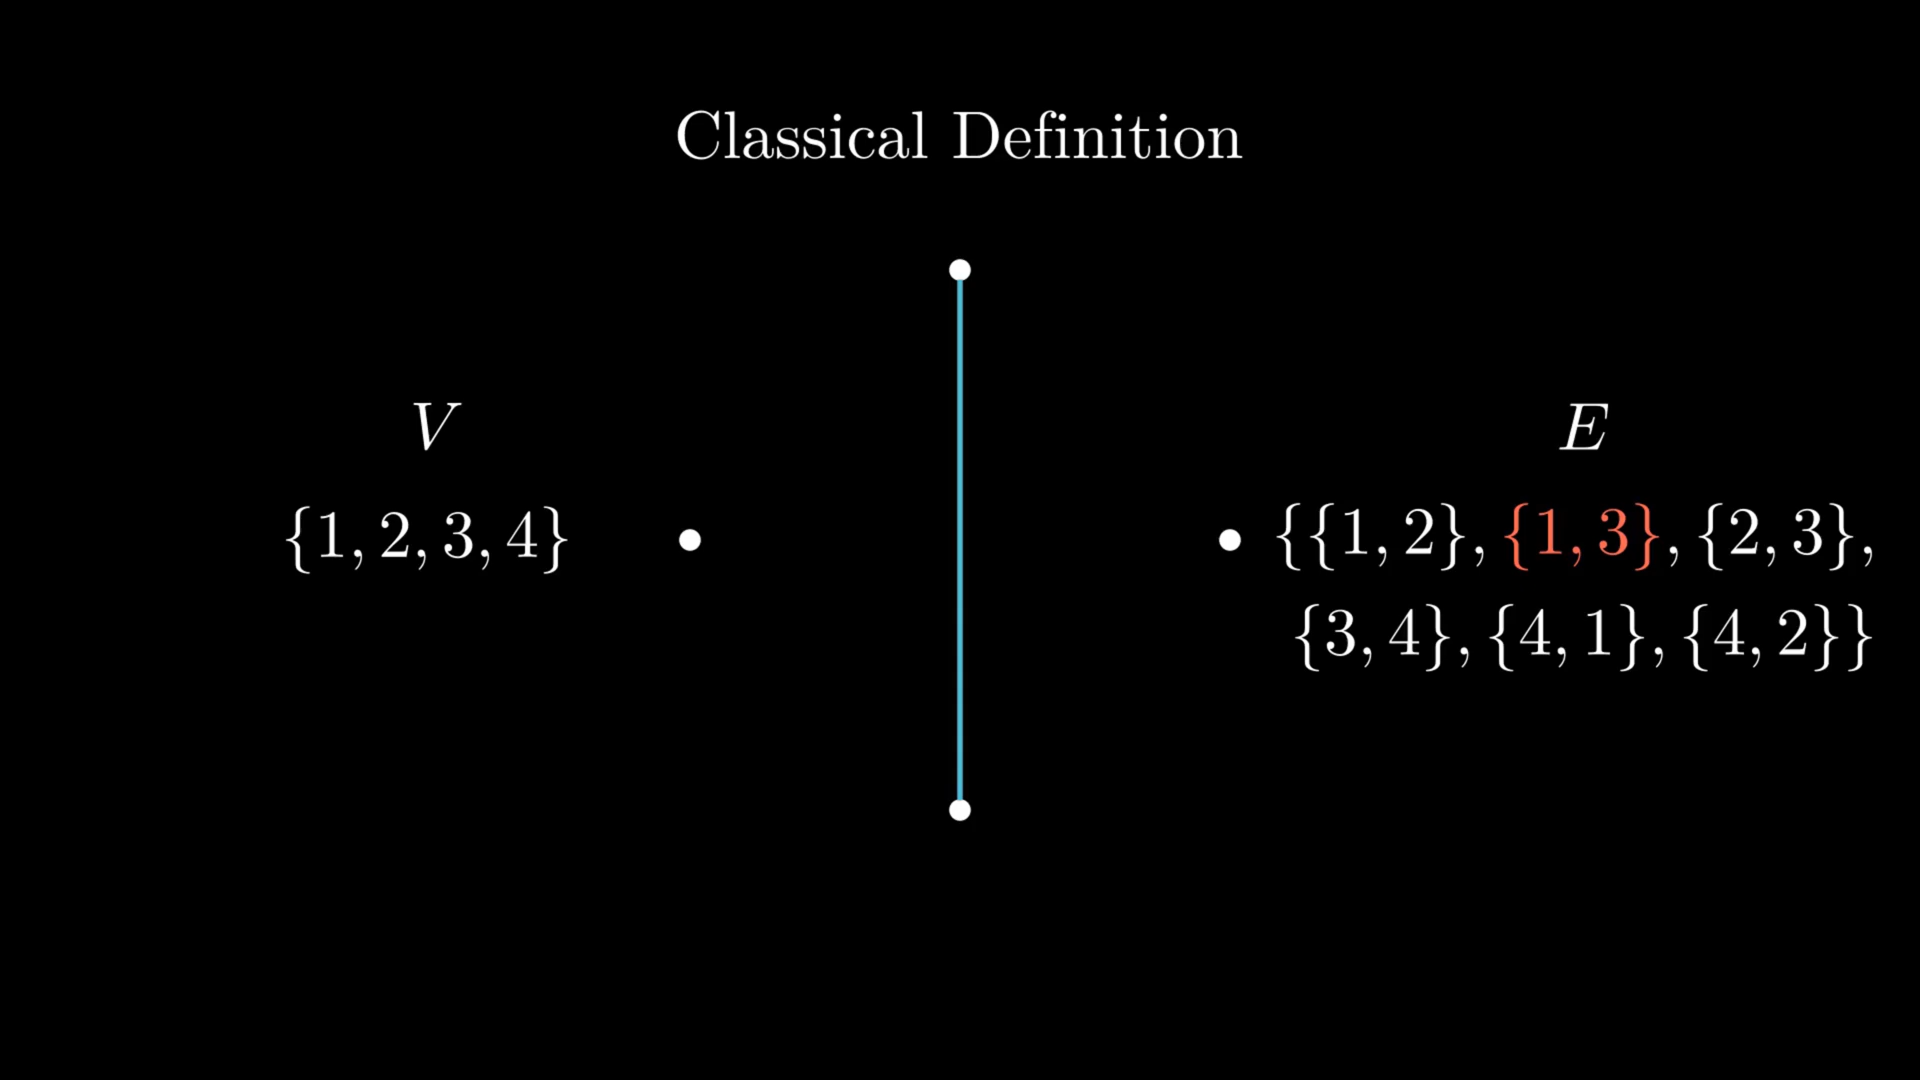 Classical Definition
V
{1, 2, 3, 4}
E
{{1, 2}, {1, 3}, {2, 3},
{3, 4}, {4, 1}, {4, 2}}